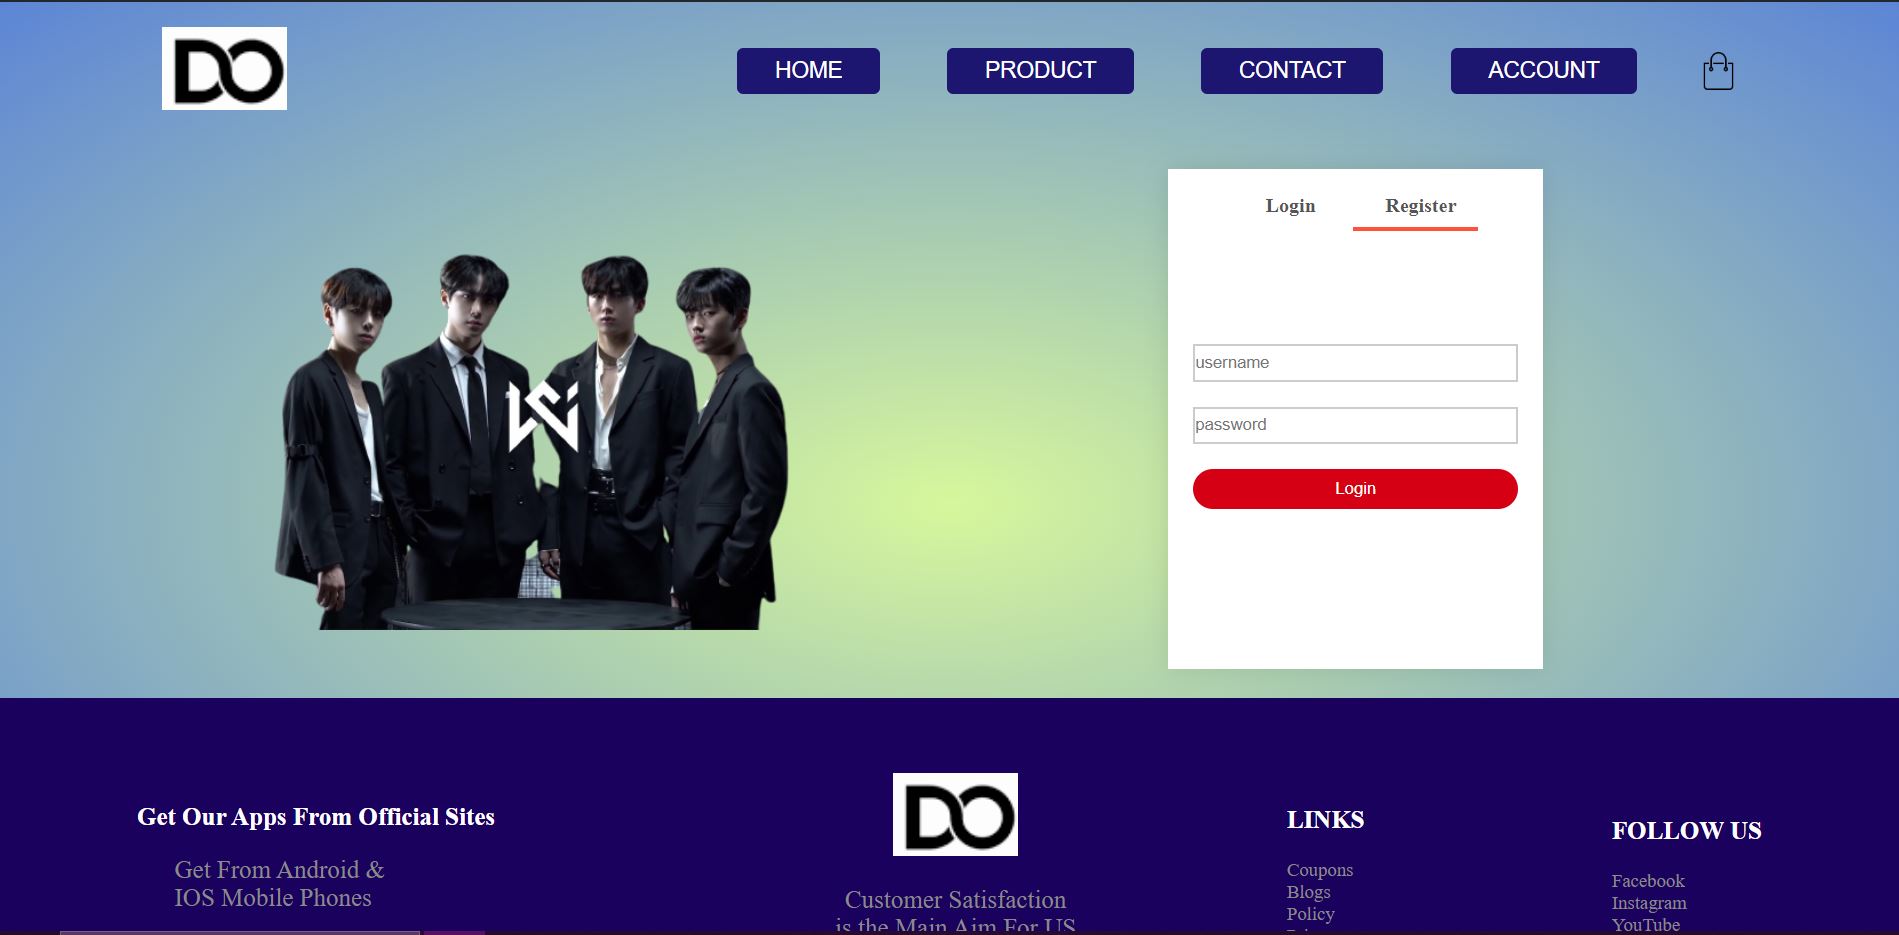 DO
HOME
PRODUCT
CONTACT
ACCOUNT
Login
Register
username
password
Login
Get Our Apps From Official Sites
Get From Android &
IOS Mobile Phones
DO
Customer Satisfaction
is the Main Aim For US
LINKS
Coupons
Blogs
Policy
FOLLOW US
Facebook
Instagram
YouTube